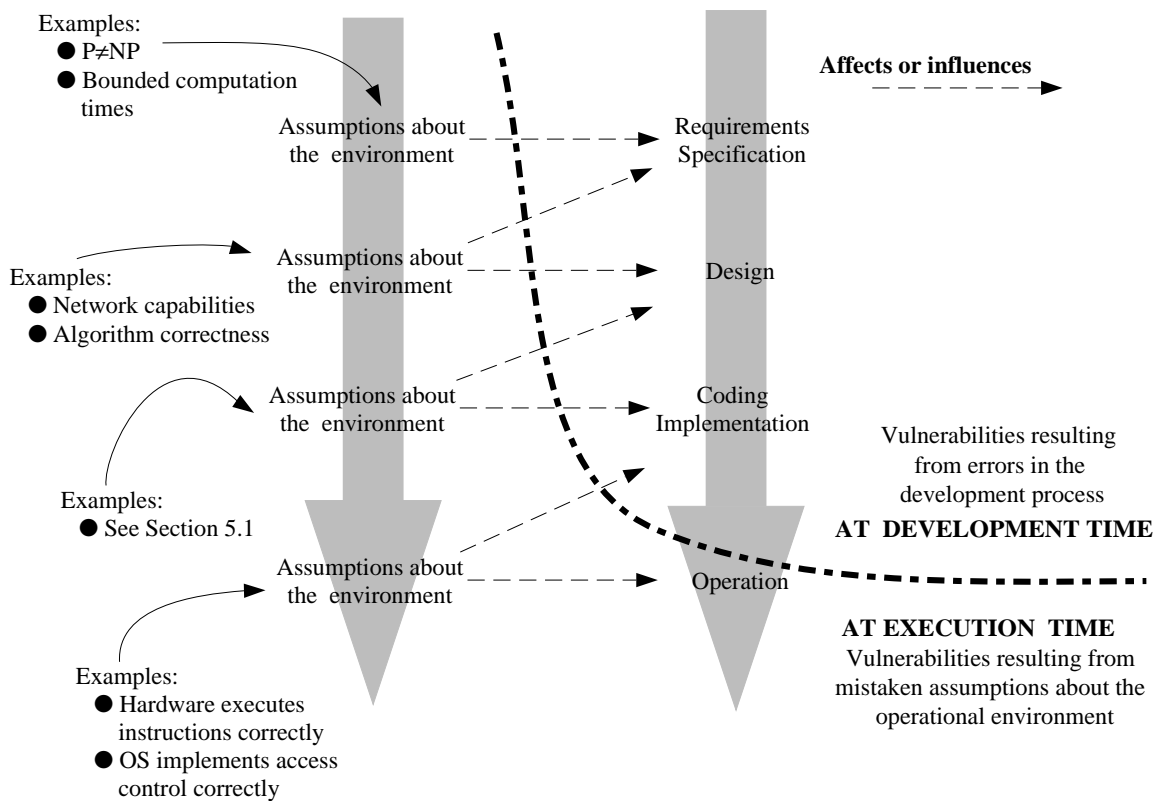 Examples:
● P≠NP
● Bounded computation
times
Affects or influences
Assumptions about
the environment
Requirements
Specification
Assumptions about
the environment
Design
Examples:
● Network capabilities
● Algorithm correctness
Assumptions about
the environment
Coding
Implementation
Vulnerabilities resulting
from errors in the
development process
AT DEVELOPMENT TIME
Examples:
● See Section 5.1
Assumptions about
the environment
Operation
AT EXECUTION TIME
Vulnerabilities resulting from
mistaken assumptions about the
operational environment
Examples:
● Hardware executes
instructions correctly
● OS implements access
control correctly